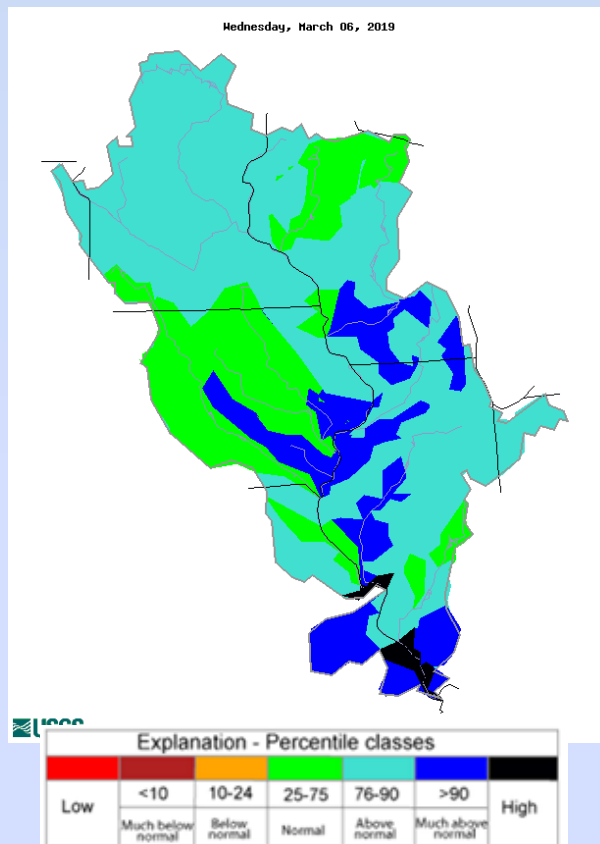 Wednesday, March 06, 2019
USGS
Explanation - Percentile classes
Low <10 10-24 25-75 76-90 >90 High
Much below normal Below normal Normal Above normal Much above normal